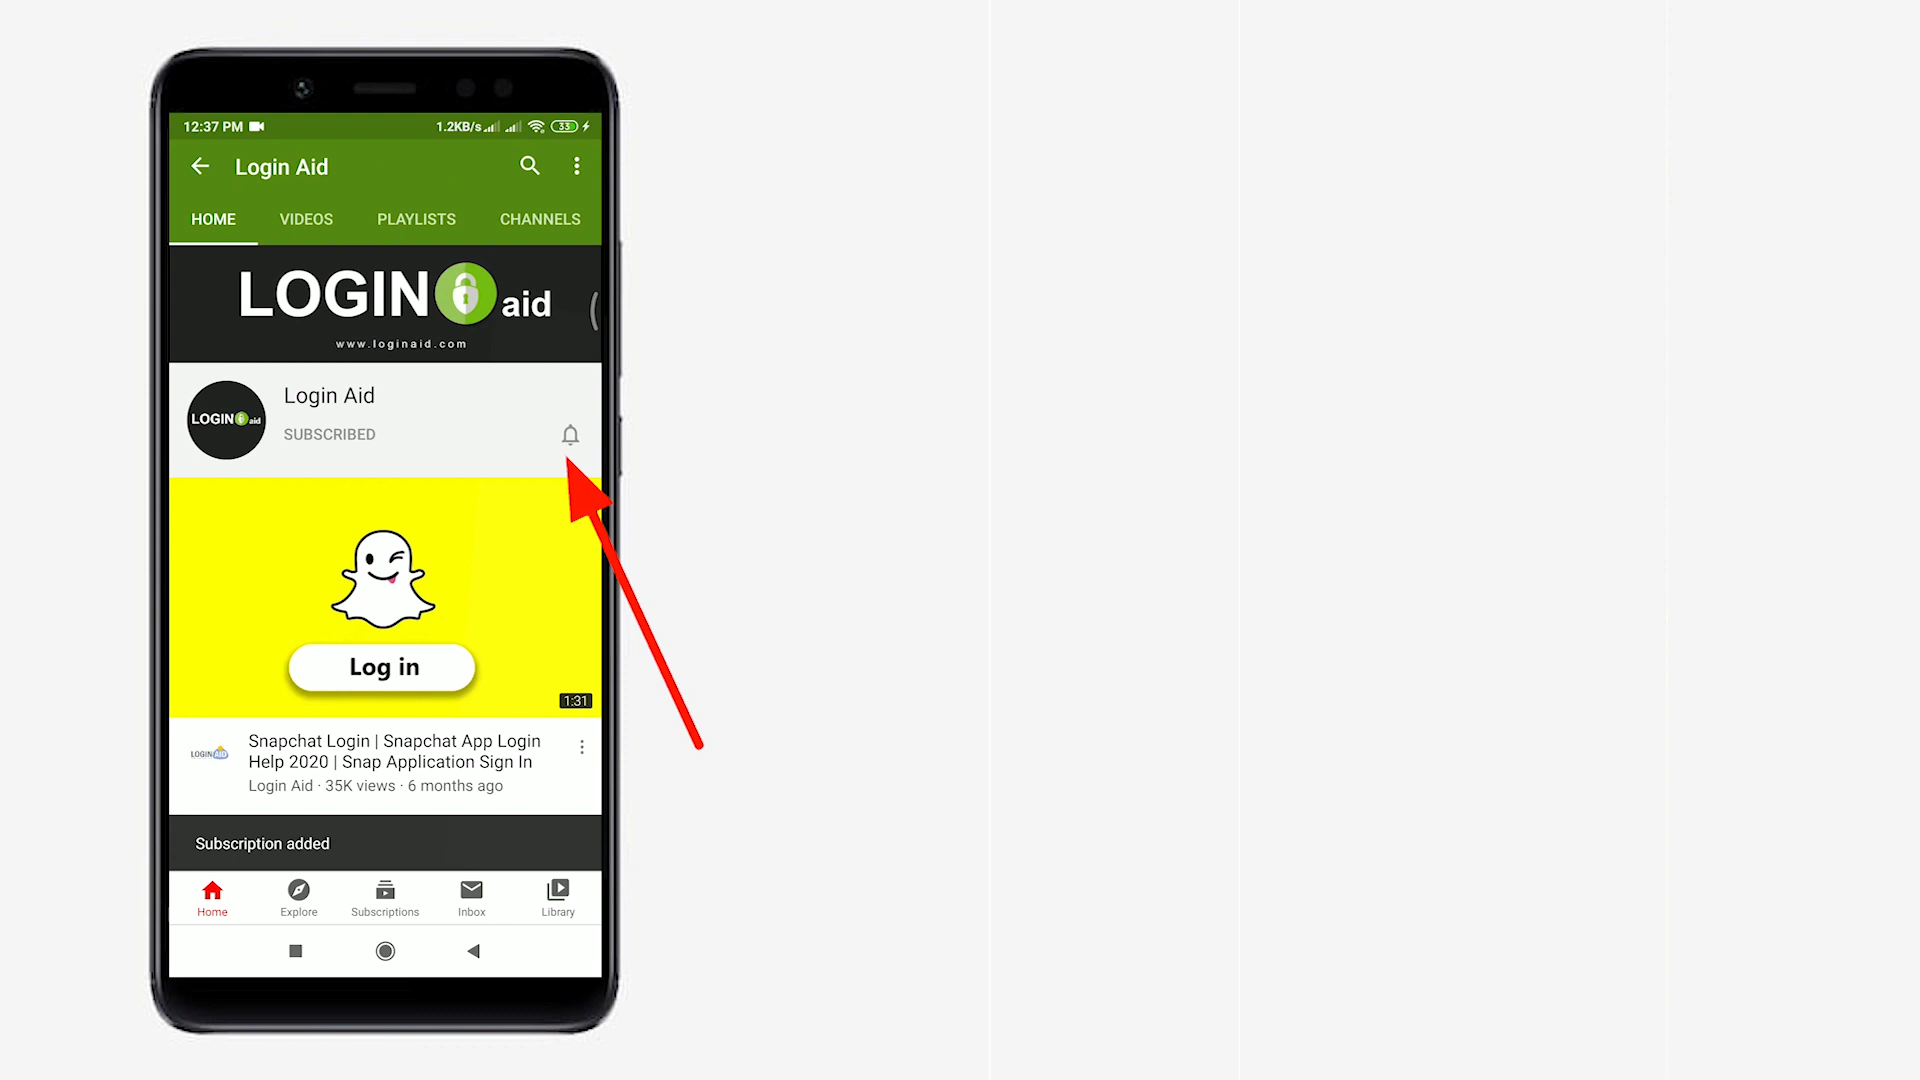 12:37 PM 1.2KB/s 33
Login Aid
HOME VIDEOS PLAYLISTS CHANNELS
LOGIN aid
www.loginaid.com
LOGIN aid
Login Aid
SUBSCRIBED
Log in
1:31
LOGIN AID
Snapchat Login | Snapchat App Login
Help 2020 | Snap Application Sign In
Login Aid · 35K views · 6 months ago
Subscription added
Home Explore Subscriptions Inbox Library